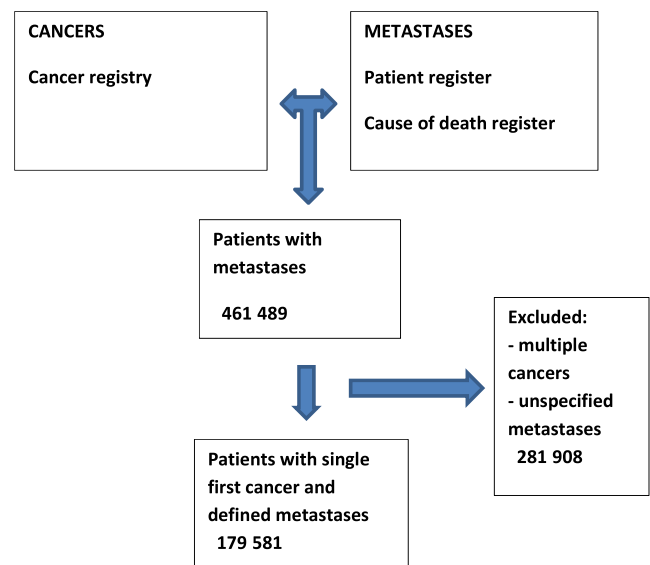 CANCERS
Cancer registry
METASTASES
Patient register
Cause of death register
Patients with
metastases
461 489
Excluded:
- multiple
cancers
- unspecified
metastases
281 908
Patients with single
first cancer and
defined metastases
179 581